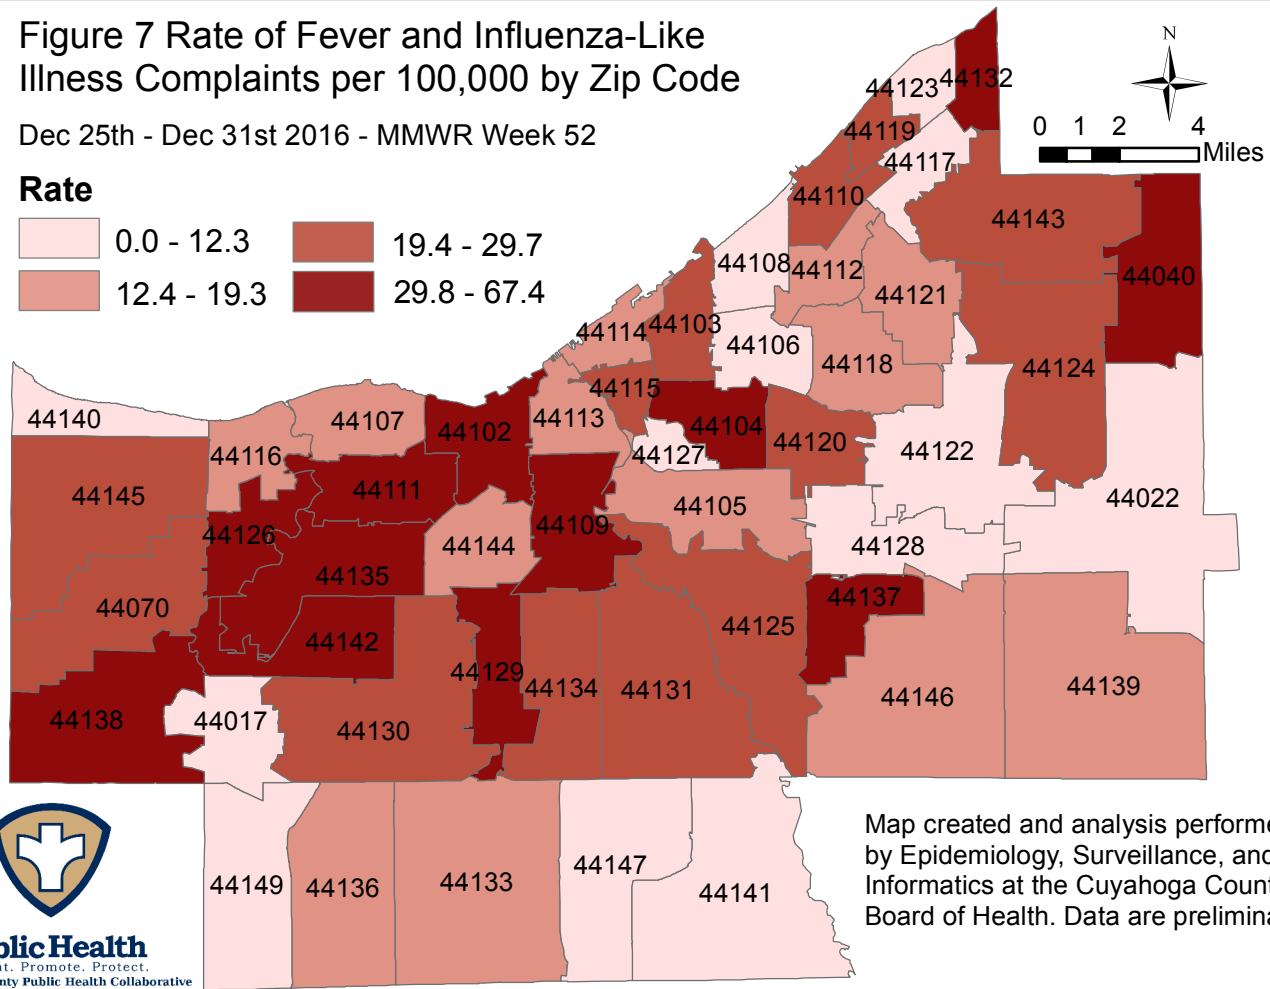 Figure 7 Rate of Fever and Influenza-Like
Illness Complaints per 100,000 by Zip Code
Dec 25th - Dec 31st 2016 - MMWR Week 52
Rate
0.0 - 12.3
19.4 - 29.7
12.4 - 19.3
29.8 - 67.4
N
0 1 2 4
Miles
44132
44123
44119
44117
44110
44143
44108
44112
44040
44121
44114
44103
44106
44118
44124
44115
44140
44107
44113
44102
44104
44120
44116
44127
44122
44145
44111
44105
44022
44126
44109
44144
44128
44135
44137
44070
44125
44142
44129
44134
44131
44146
44139
44138
44017
44130
44147
44149
44136
44133
44141
Map created and analysis performe
by Epidemiology, Surveillance, and
Informatics at the Cuyahoga Count
Board of Health. Data are prelimina
blic Health
nt. Promote. Protect.
nty Public Health Collaborative